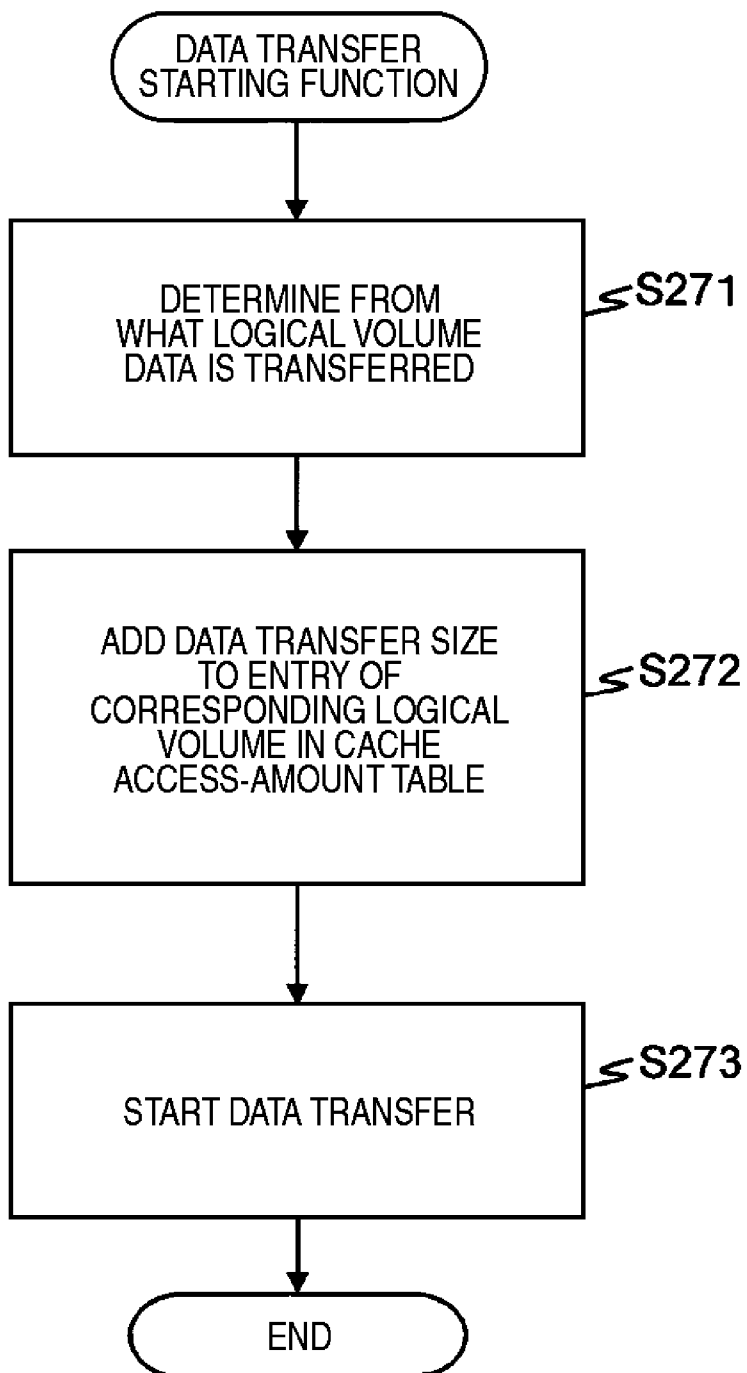 DATA TRANSFER
STARTING FUNCTION
DETERMINE FROM
WHAT LOGICAL VOLUME
DATA IS TRANSFERRED
S271
ADD DATA TRANSFER SIZE
TO ENTRY OF
CORRESPONDING LOGICAL
VOLUME IN CACHE
ACCESS-AMOUNT TABLE
S272
START DATA TRANSFER
S273
END